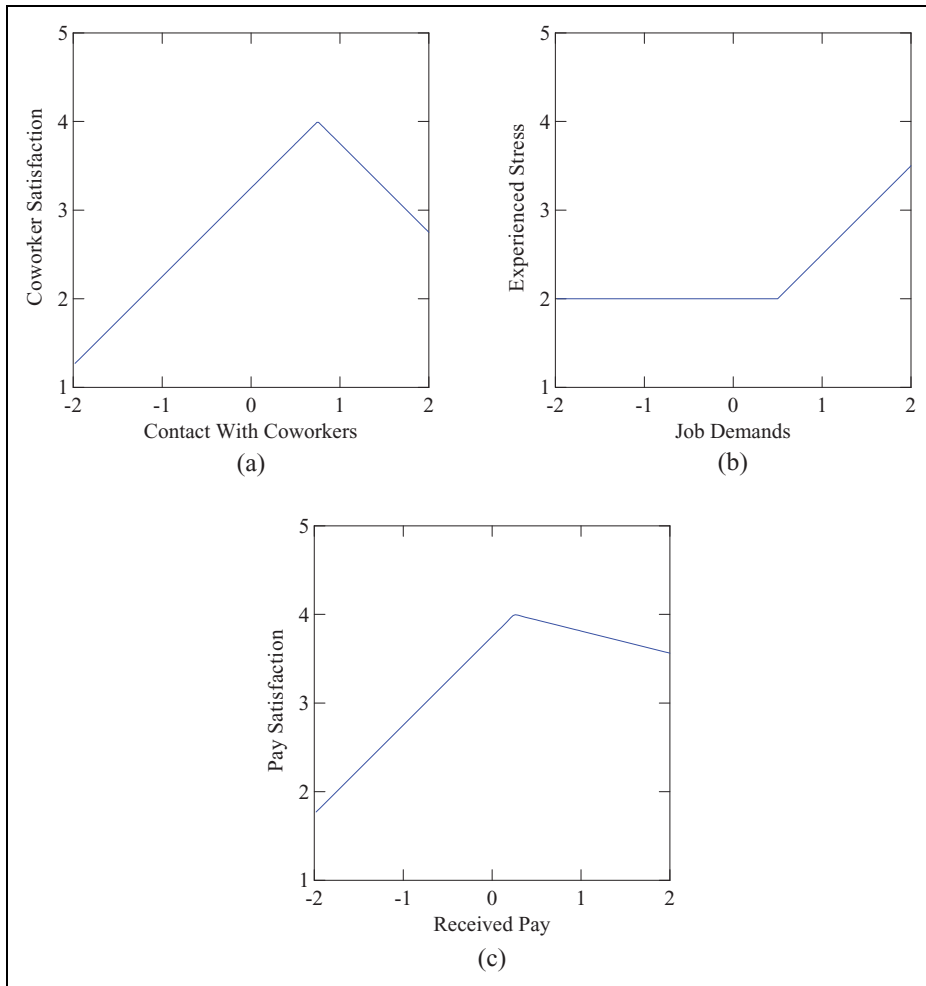 5
4
3
2
1
Coworker Satisfaction
-2 -1 0 1 2
Contact With Coworkers
(a)
5
4
3
2
1
Experienced Stress
-2 -1 0 1 2
Job Demands
(b)
5
4
3
2
1
Pay Satisfaction
-2 -1 0 1 2
Received Pay
(c)